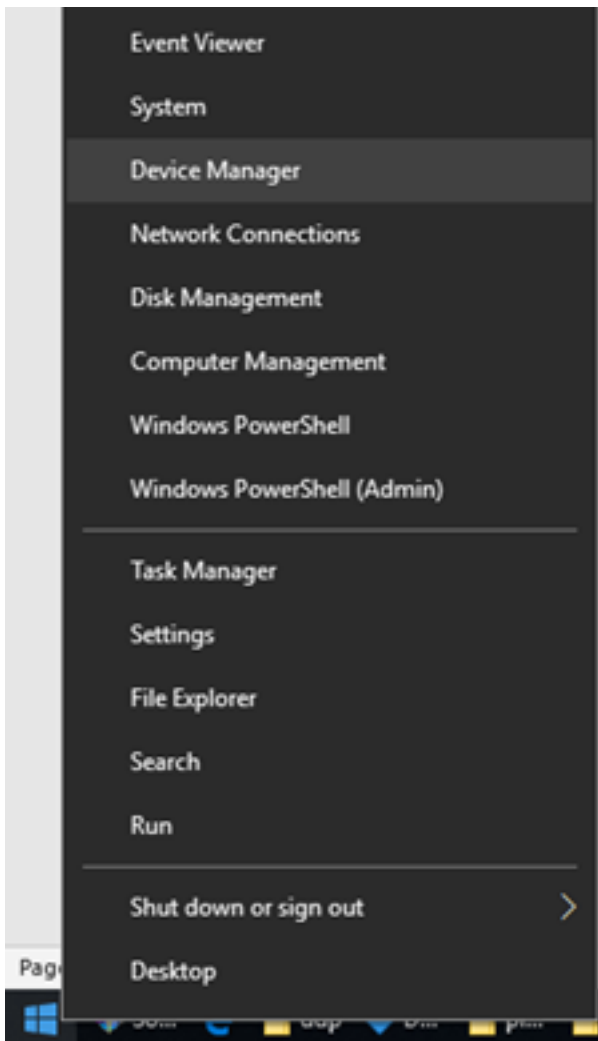 Event Viewer
System
Device Manager
Network Connections
Disk Management
Computer Management
Windows PowerShell
Windows PowerShell (Admin)
Task Manager
Settings
File Explorer
Search
Run
Shut down or sign out
Desktop